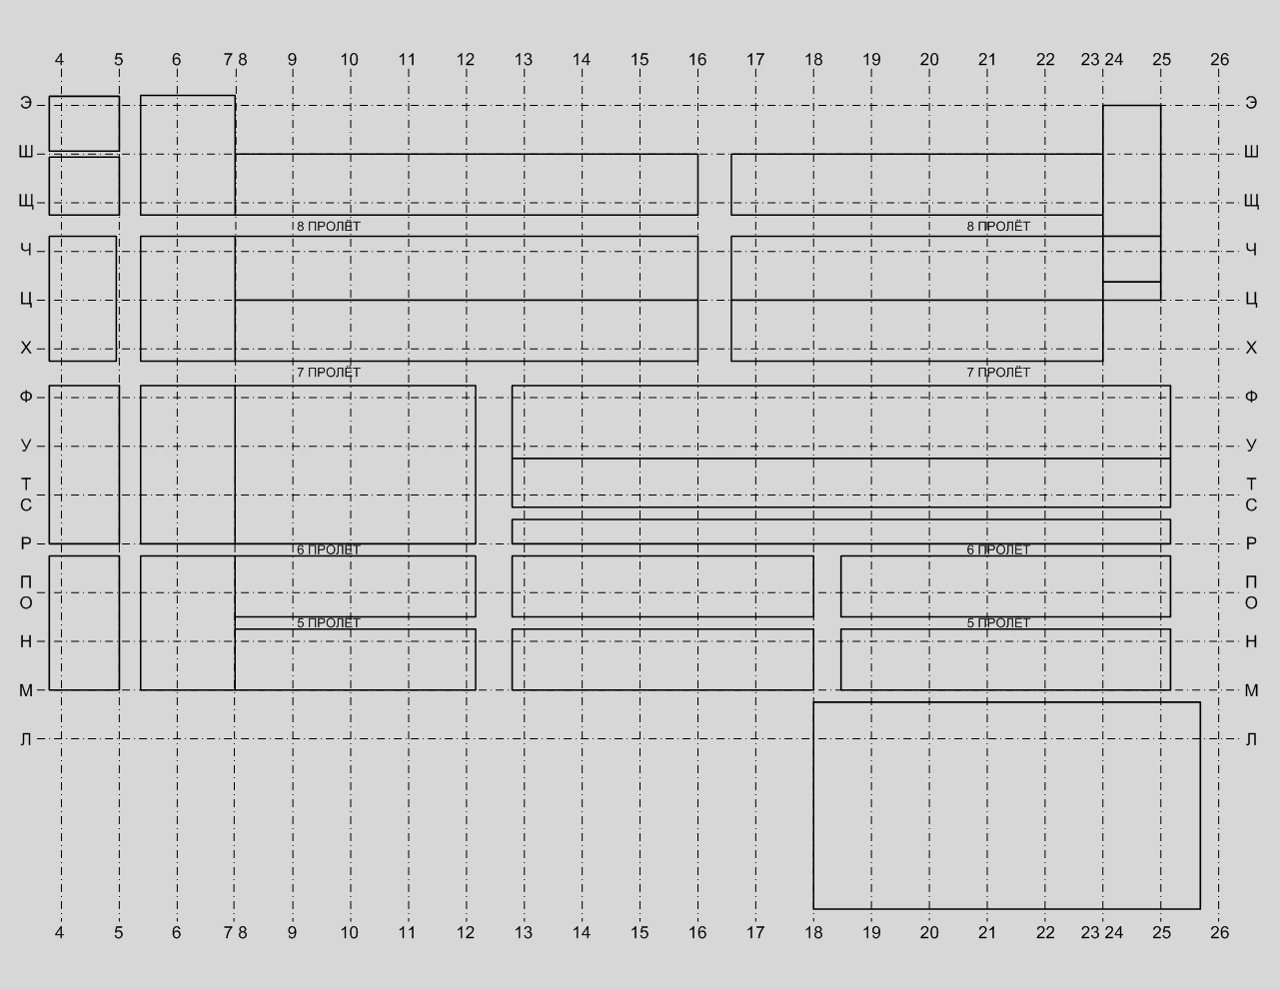 4 5 6 7 8 9 10 11 12 13 14 15 16 17 18 19 20 21 22 23 24 25 26
Э Э
Ш Ш
Щ Щ
8 ПРОЛЁТ 8 ПРОЛЁТ
Ч Ч
Ц Ц
Х Х
7 ПРОЛЁТ 7 ПРОЛЁТ
Ф Ф
У У
Т Т
С С
Р Р
6 ПРОЛЁТ 6 ПРОЛЁТ
П П
О О
5 ПРОЛЁТ 5 ПРОЛЁТ
Н Н
М М
Л Л
4 5 6 7 8 9 10 11 12 13 14 15 16 17 18 19 20 21 22 23 24 25 26